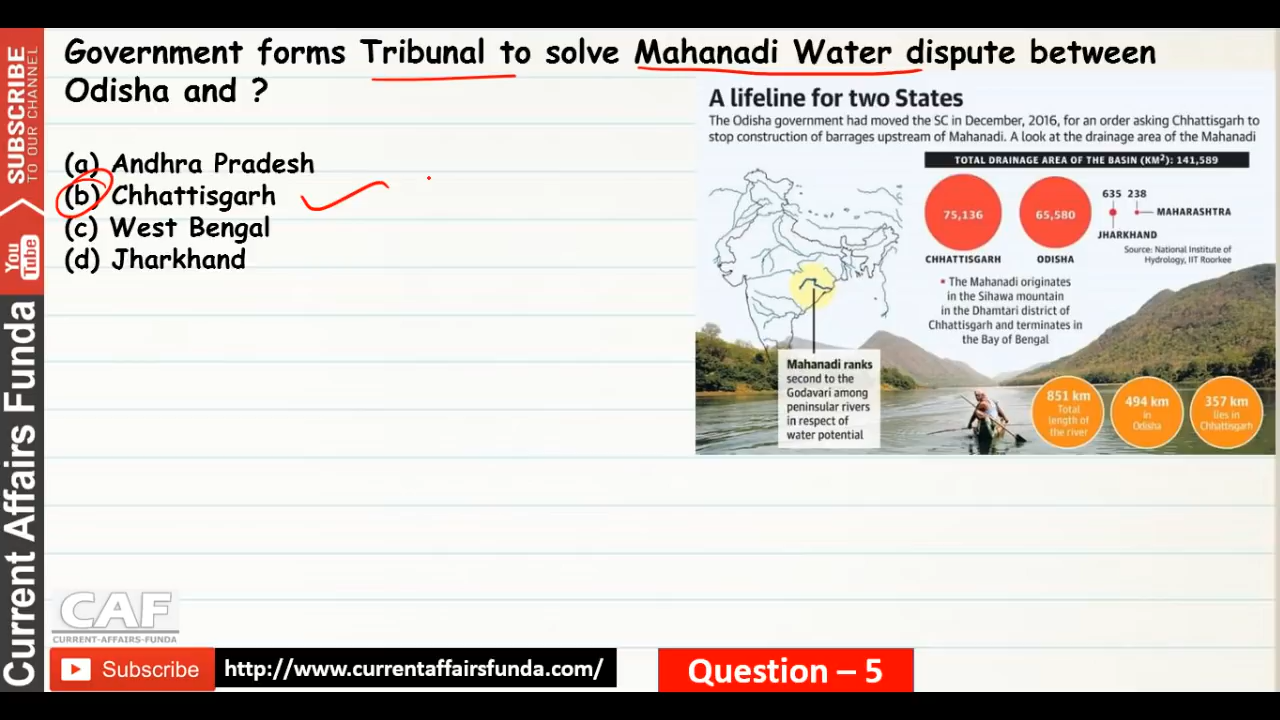 Government forms Tribunal to solve Mahanadi Water dispute between
Odisha and ?
(a) Andhra Pradesh
(b) Chhattisgarh
(c) West Bengal
(d) Jharkhand
A lifeline for two States
The Odisha government had moved the SC in December, 2016, for an order asking Chhattisgarh to
stop construction of barrages upstream of Mahanadi. A look at the drainage area of the Mahanadi
TOTAL DRAINAGE AREA OF THE BASIN (KM²): 141,589
75,136
CHHATTISGARH
65,580
ODISHA
635
JHARKHAND
238
MAHARASHTRA
Source: National Institute of
Hydrology, IIT Roorkee
• The Mahanadi originates
in the Sihawa mountain
in the Dhamtari district of
Chhattisgarh and terminates in
the Bay of Bengal
Mahanadi ranks
second to the
Godavari among
peninsular rivers
in respect of
water potential
851 km
Total
length of
the river
494 km
in
Odisha
357 km
lies in
Chhattisgarh
SUBSCRIBE
TO OUR CHANNEL
You
Tube
Current Affairs Funda
CAF
CURRENT-AFFAIRS-FUNDA
Subscribe
http://www.currentaffairsfunda.com/
Question – 5